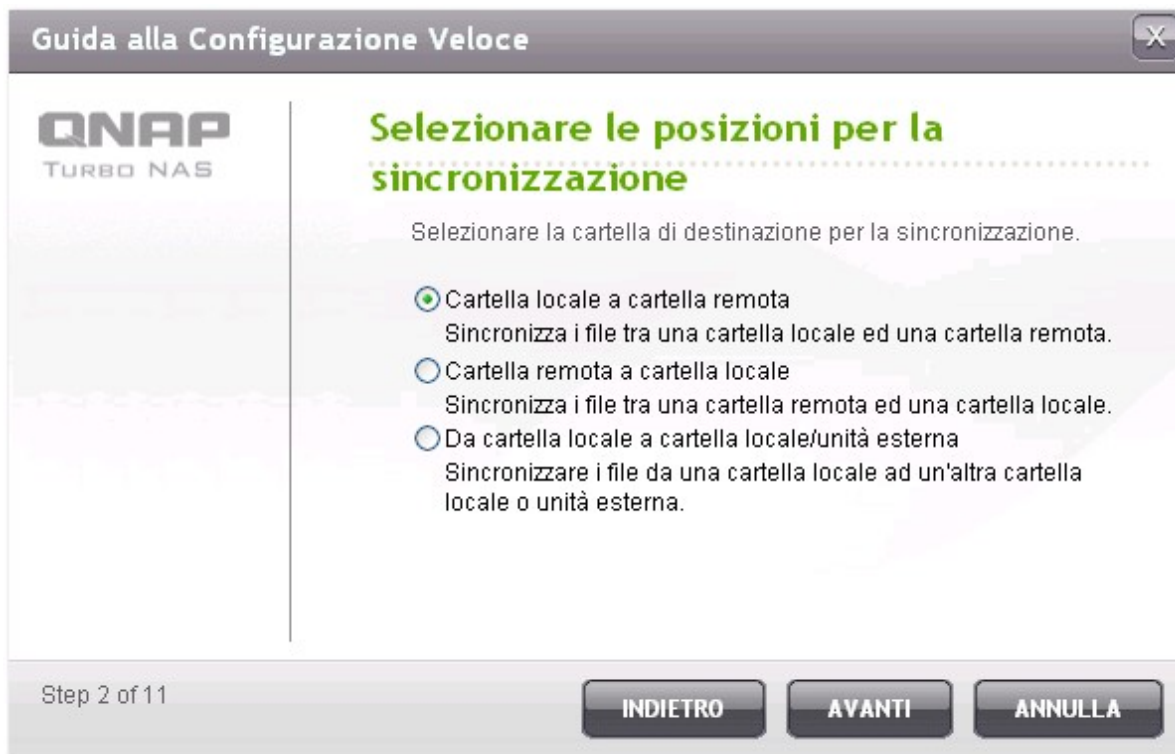 Guida alla Configurazione Veloce
X
QNAP
TURBO NAS
Selezionare le posizioni per la
sincronizzazione
Selezionare la cartella di destinazione per la sincronizzazione.
Cartella locale a cartella remota
Sincronizza i file tra una cartella locale ed una cartella remota.
Cartella remota a cartella locale
Sincronizza i file tra una cartella remota ed una cartella locale.
Da cartella locale a cartella locale/unità esterna
Sincronizzare i file da una cartella locale ad un'altra cartella
locale o unità esterna.
Step 2 of 11
INDIETRO
AVANTI
ANNULLA